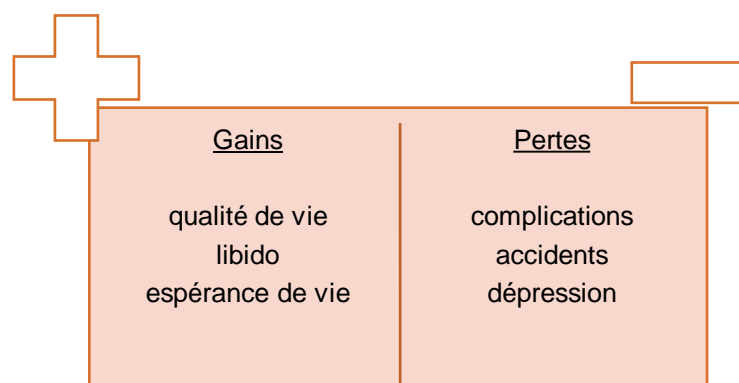 Gains
qualité de vie
libido
espérance de vie
Pertes
complications
accidents
dépression